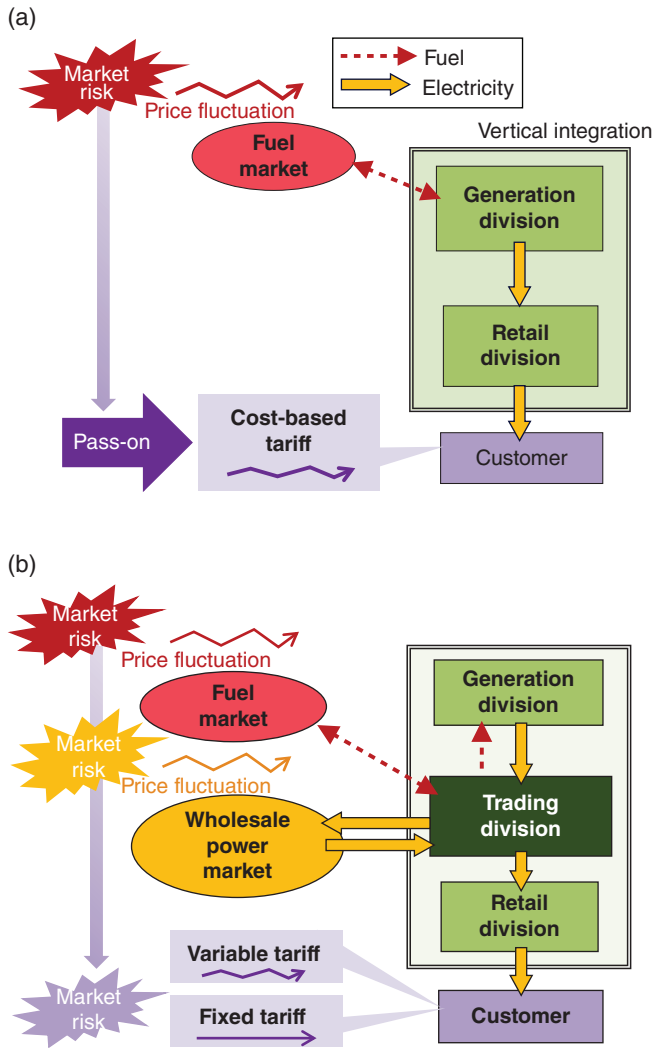 (a)
Market
risk
Price fluctuation
Fuel
market
Fuel
Electricity
Vertical integration
Generation
division
Retail
division
Pass-on
Cost-based
tariff
Customer
(b)
Market
risk
Price fluctuation
Fuel
market
Generation
division
Market
risk
Price fluctuation
Wholesale
power
market
Trading
division
Retail
division
Variable tariff
Market
risk
Fixed tariff
Customer